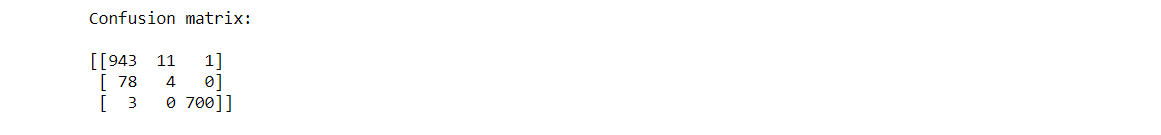 Confusion matrix:
[[943  11   1]
 [ 78   4   0]
 [  3   0 700]]